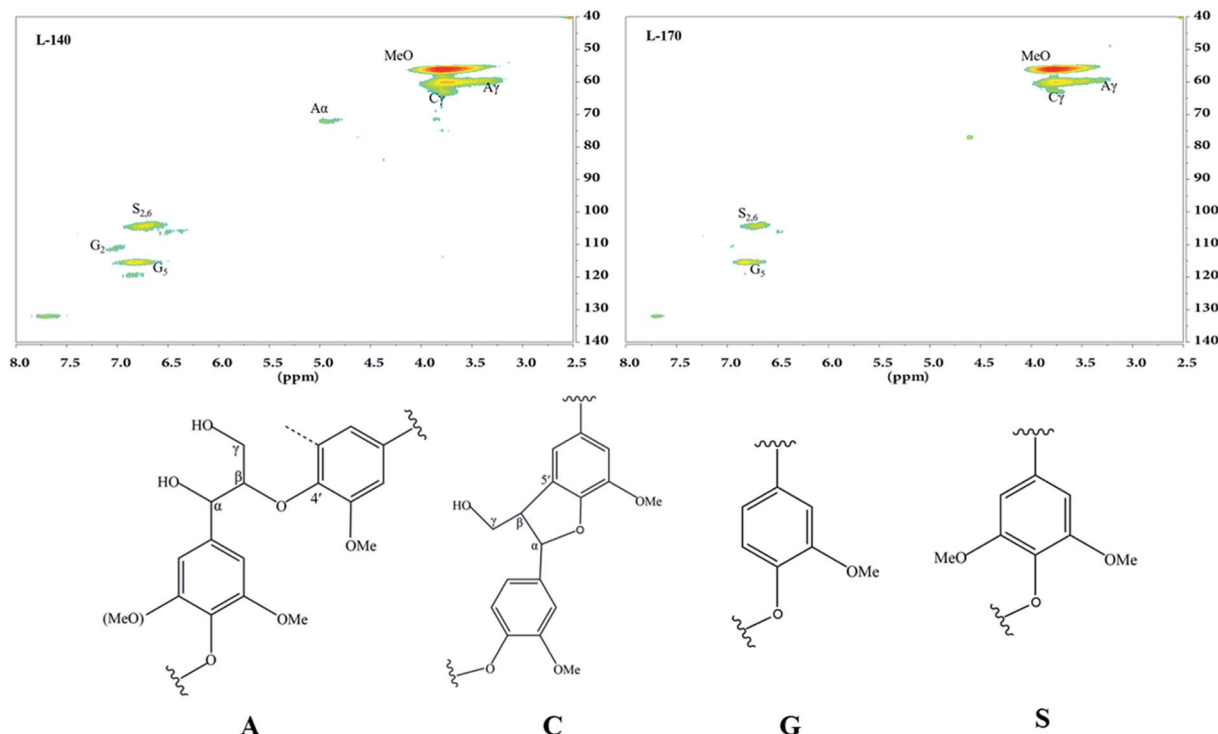 L-140
MeO
Aγ
Cγ
Aα
S2,6
G2
G5
40
50
60
70
80
90
100
110
120
130
140
8.0 7.5 7.0 6.5 6.0 5.5 5.0 4.5 4.0 3.5 3.0 2.5
(ppm)
L-170
MeO
Aγ
Cγ
S2,6
G5
40
50
60
70
80
90
100
110
120
130
140
8.0 7.5 7.0 6.5 6.0 5.5 5.0 4.5 4.0 3.5 3.0 2.5
(ppm)
HO
γ
HO
β
α
O
4'
OMe
(MeO)
OMe
O
A
5'
HO
γ
β
OMe
O
α
O
OMe
C
OMe
O
G
MeO
OMe
O
S